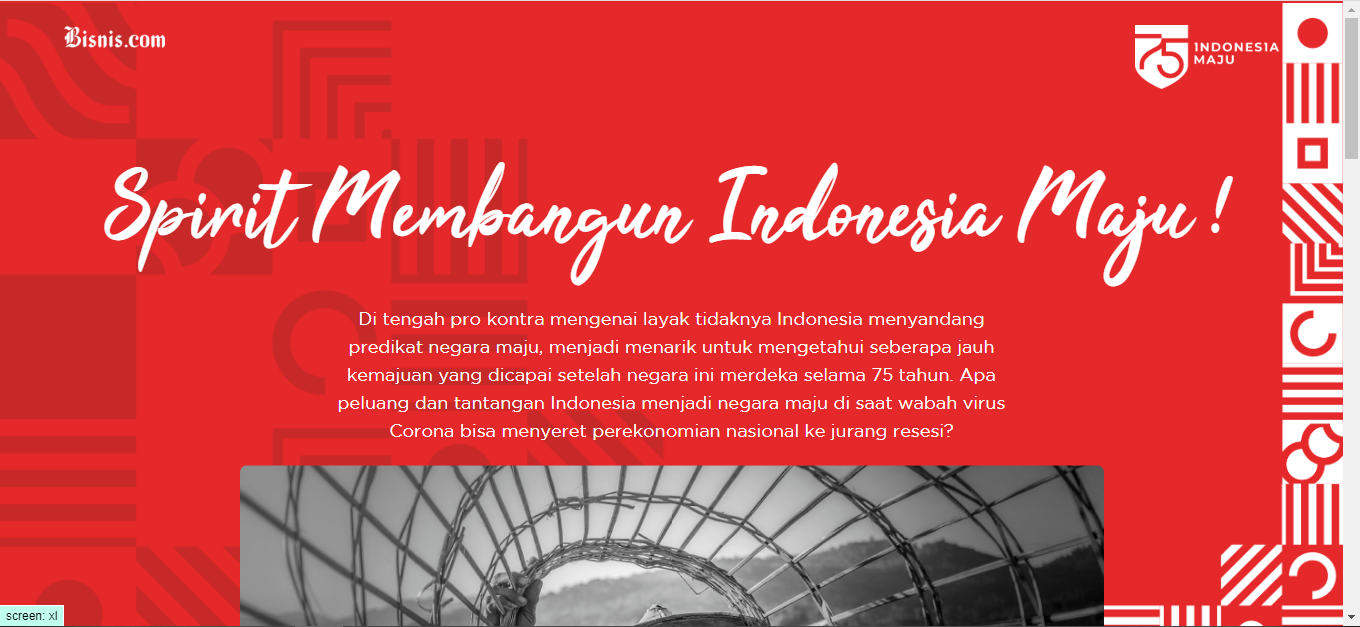 Bisnis.com
75 INDONESIA
MAJU
Spirit Membangun Indonesia Maju !
Di tengah pro kontra mengenai layak tidaknya Indonesia menyandang
predikat negara maju, menjadi menarik untuk mengetahui seberapa jauh
kemajuan yang dicapai setelah negara ini merdeka selama 75 tahun. Apa
peluang dan tantangan Indonesia menjadi negara maju di saat wabah virus
Corona bisa menyeret perekonomian nasional ke jurang resesi?
screen: xl